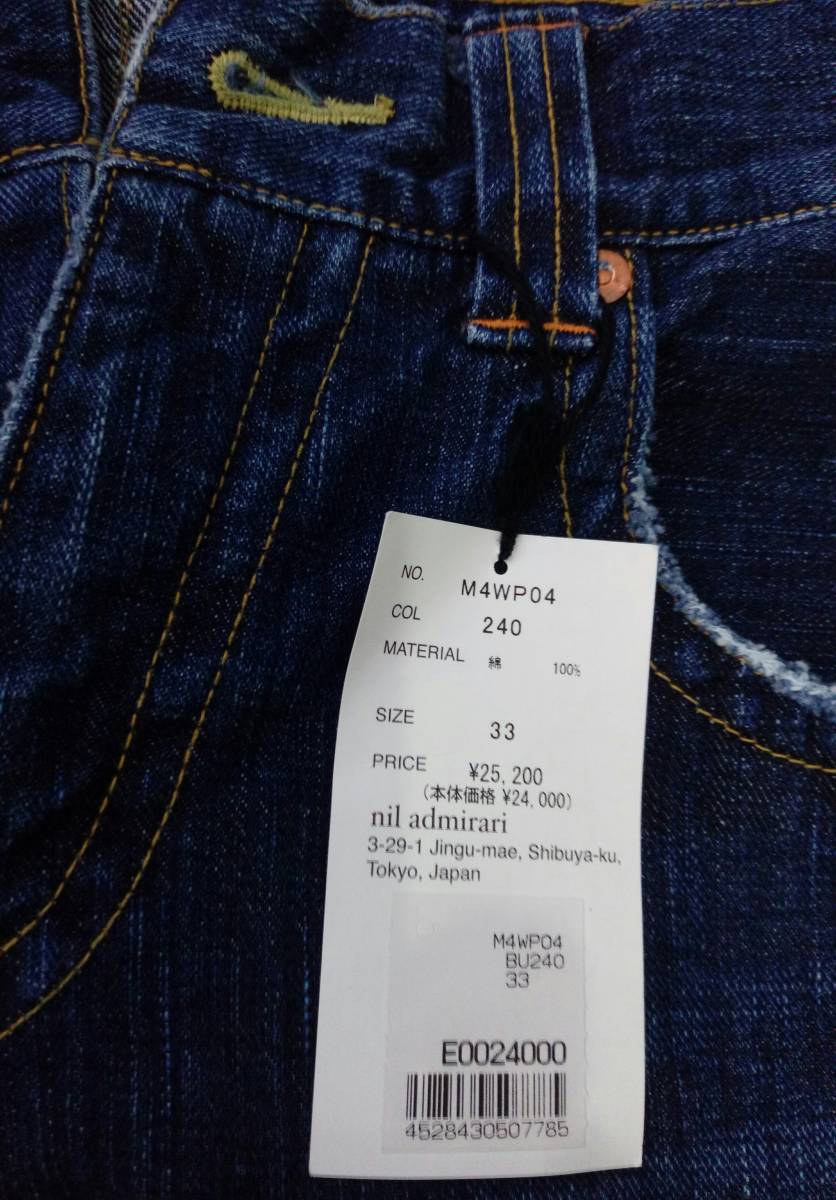 NO. M4WP04
COL 240
MATERIAL 綿 100%
SIZE 33
PRICE ¥25,200
(本体価格 ¥24,000)
nil admirari
3-29-1 Jingu-mae, Shibuya-ku,
Tokyo, Japan
M4WP04
BU240
33
E0024000
4528430507785